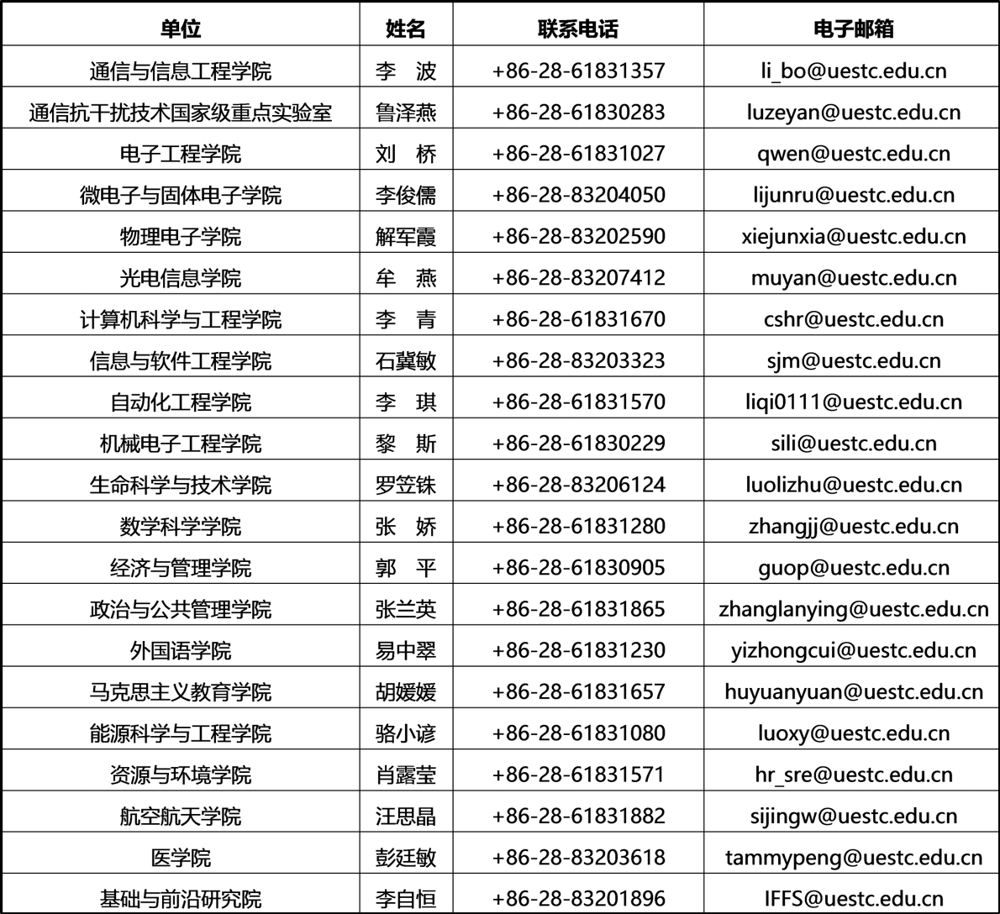 单位 姓名 联系电话 电子邮箱
通信与信息工程学院 李 波 +86-28-61831357 li_bo@uestc.edu.cn
通信抗干扰技术国家级重点实验室 鲁泽燕 +86-28-61830283 luzeyan@uestc.edu.cn
电子工程学院 刘 桥 +86-28-61831027 qwen@uestc.edu.cn
微电子与固体电子学院 李俊儒 +86-28-83204050 lijunru@uestc.edu.cn
物理电子学院 解军霞 +86-28-83202590 xiejunxia@uestc.edu.cn
光电信息学院 牟 燕 +86-28-83207412 muyan@uestc.edu.cn
计算机科学与工程学院 李 青 +86-28-61831670 cshr@uestc.edu.cn
信息与软件工程学院 石冀敏 +86-28-83203323 sjm@uestc.edu.cn
自动化工程学院 李 琪 +86-28-61831570 liqi0111@uestc.edu.cn
机械电子工程学院 黎 斯 +86-28-61830229 sili@uestc.edu.cn
生命科学与技术学院 罗笠铢 +86-28-83206124 luolizhu@uestc.edu.cn
数学科学学院 张 娇 +86-28-61831280 zhangjj@uestc.edu.cn
经济与管理学院 郭 平 +86-28-61830905 guop@uestc.edu.cn
政治与公共管理学院 张兰英 +86-28-61831865 zhanglanying@uestc.edu.cn
外国语学院 易中翠 +86-28-61831230 yizhongcui@uestc.edu.cn
马克思主义教育学院 胡媛媛 +86-28-61831657 huyuanyuan@uestc.edu.cn
能源科学与工程学院 骆小谚 +86-28-61831080 luoxy@uestc.edu.cn
资源与环境学院 肖露莹 +86-28-61831571 hr_sre@uestc.edu.cn
航空航天学院 汪思晶 +86-28-61831882 sijingw@uestc.edu.cn
医学院 彭廷敏 +86-28-83203618 tammypeng@uestc.edu.cn
基础与前沿研究院 李自恒 +86-28-83201896 IFFS@uestc.edu.cn